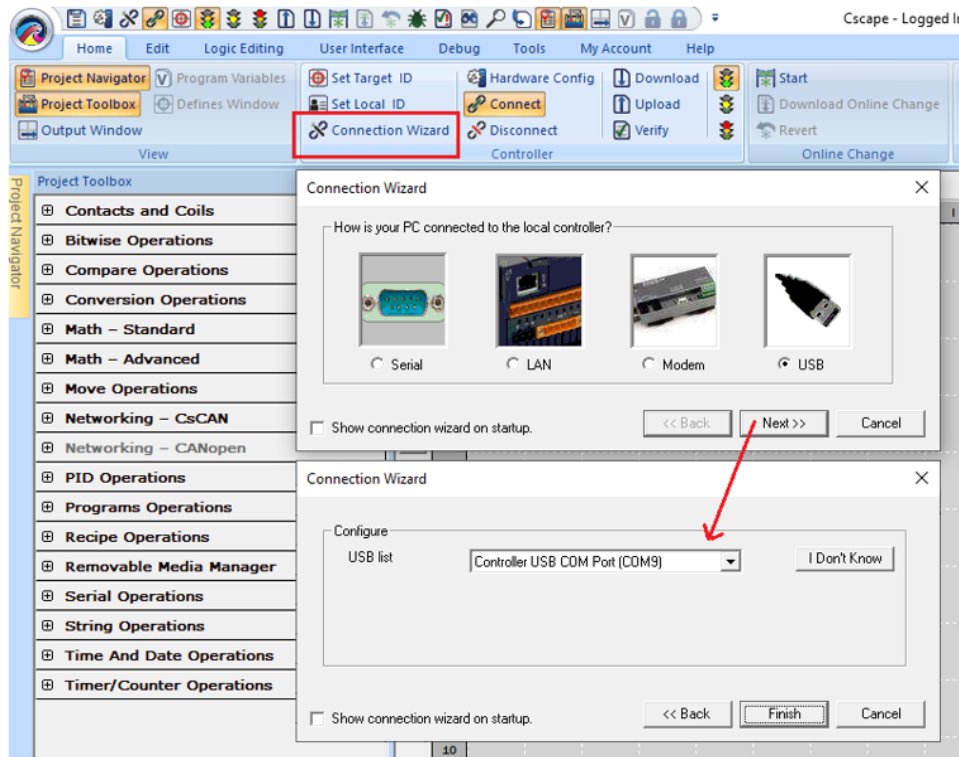 Cscape - Logged
Home Edit Logic Editing User Interface Debug Tools My Account Help
Project Navigator Program Variables Set Target ID Hardware Config Download Start
Project Toolbox Defines Window Set Local ID Connect Upload Download Online Change
Output Window Connection Wizard Disconnect Verify Revert
View Controller Online Change
Project Navigator
Project Toolbox
Contacts and Coils
Bitwise Operations
Compare Operations
Conversion Operations
Math – Standard
Math – Advanced
Move Operations
Networking – CsCAN
Networking – CANopen
PID Operations
Programs Operations
Recipe Operations
Removable Media Manager
Serial Operations
String Operations
Time And Date Operations
Timer/Counter Operations
Connection Wizard
How is your PC connected to the local controller?
Serial LAN Modem USB
Show connection wizard on startup. << Back Next >> Cancel
Connection Wizard
Configure
USB list Controller USB COM Port (COM9) I Don't Know
Show connection wizard on startup. << Back Finish Cancel
10